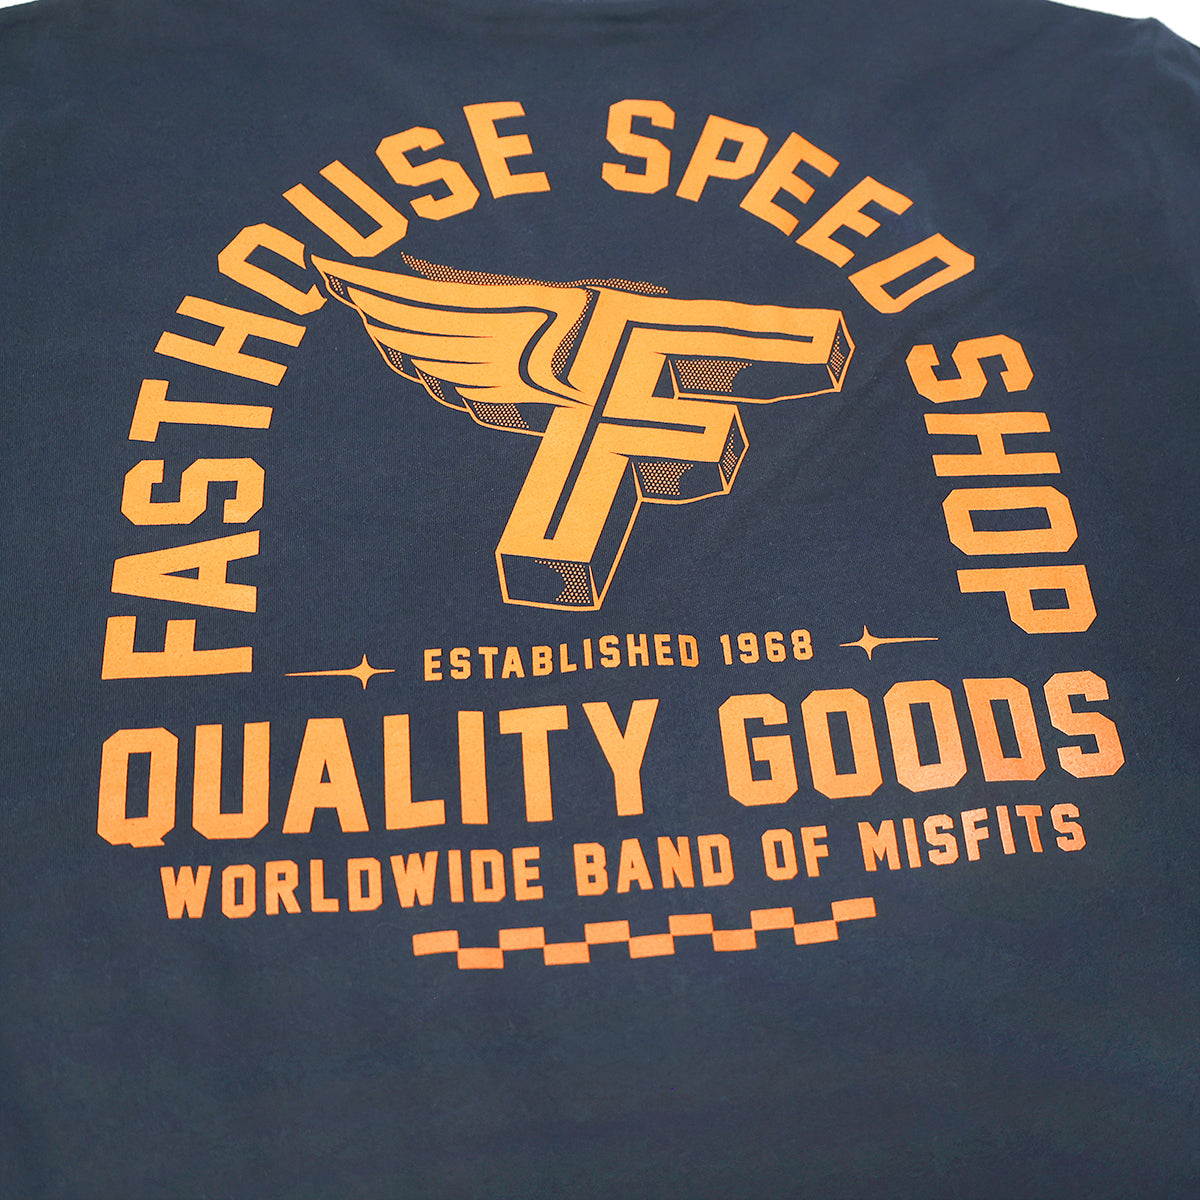 FASTHOUSE SPEED SHOP
F
ESTABLISHED 1968
QUALITY GOODS
WORLDWIDE BAND OF MISFITS